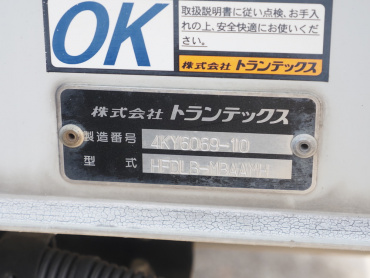 OK
取扱説明書に従い点検、お手入
れの上、安全快適にお使いくだ
さい。
株式会社 トランテックス
株式会社 トランテックス
製造番号 4KY6069-10
型式